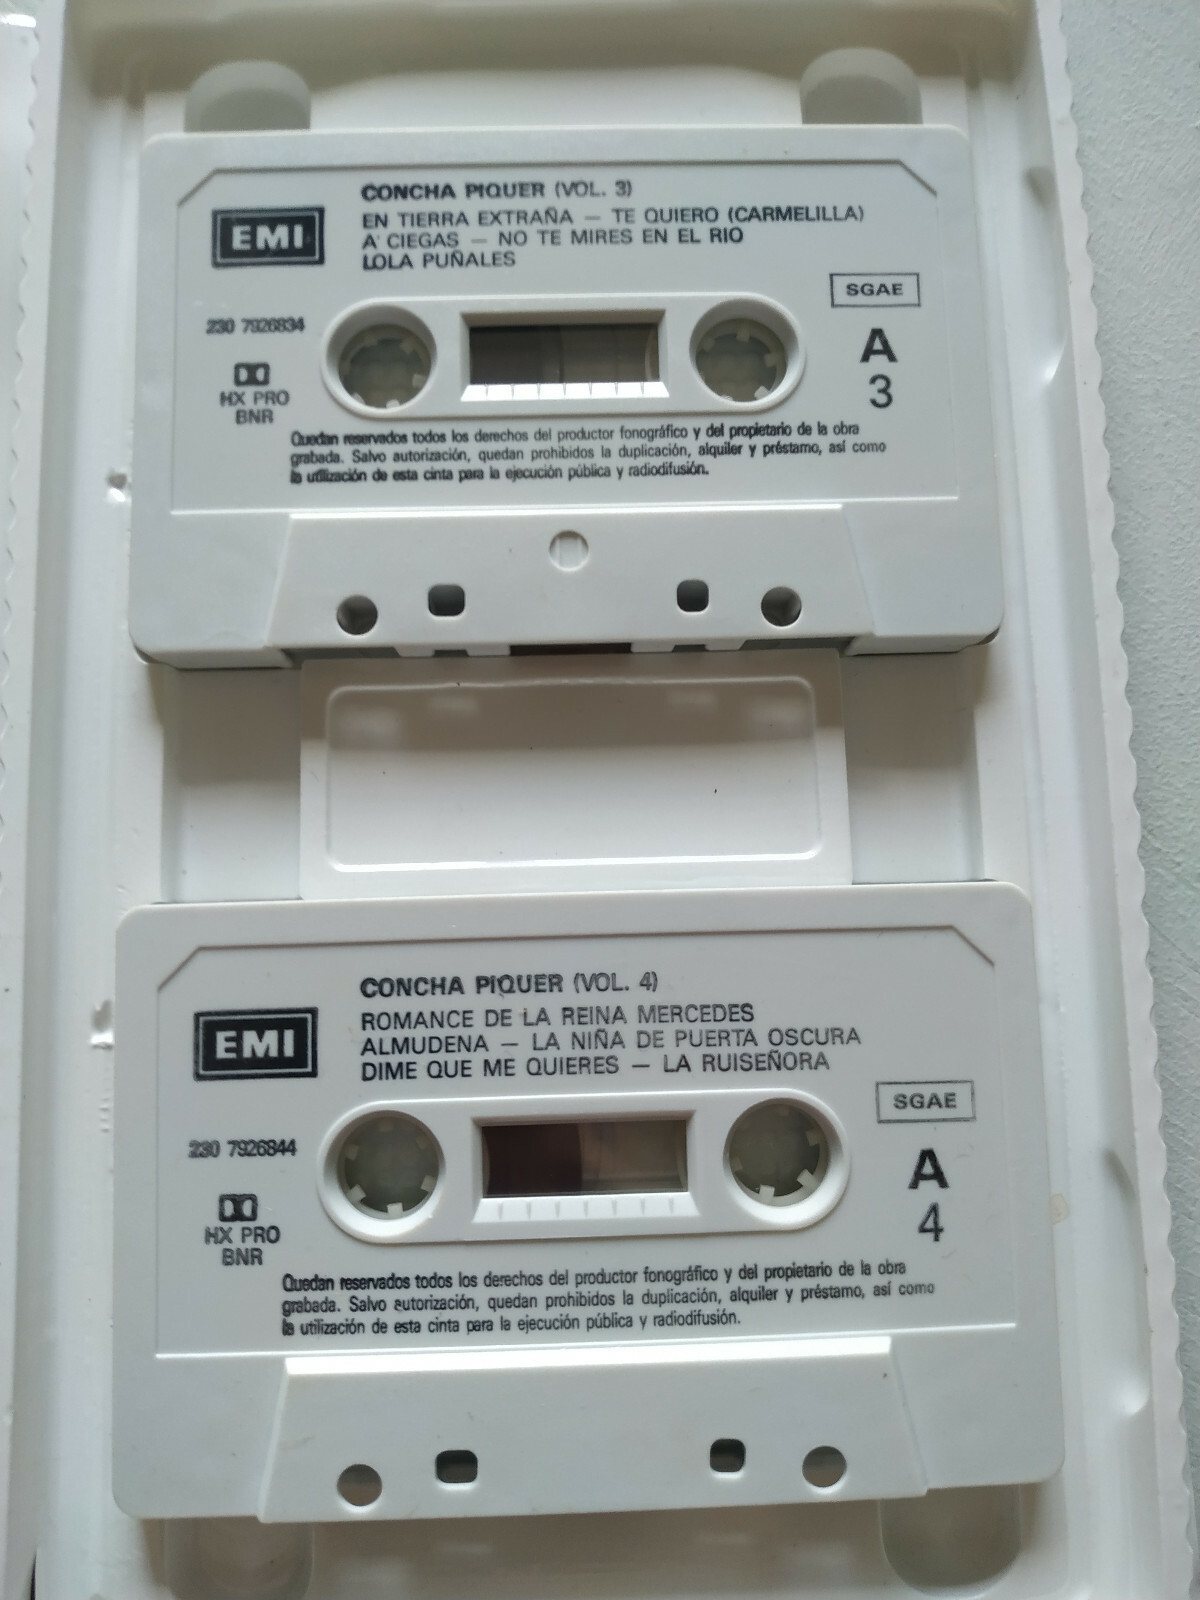 CONCHA PIQUER (VOL. 3)
EN TIERRA EXTRAÑA — TE QUIERO (CARMELILLA)
A CIEGAS — NO TE MIRES EN EL RIO
LOLA PUÑALES
EMI
SGAE
230 7926834
A
3
HX PRO
BNR
Quedan reservados todos los derechos del productor fonográfico y del propietario de la obra
grabada. Salvo autorización, quedan prohibidos la duplicación, alquiler y préstamo, así como
la utilización de esta cinta para la ejecución pública y radiodifusión.
CONCHA PIQUER (VOL. 4)
ROMANCE DE LA REINA MERCEDES
ALMUDENA — LA NIÑA DE PUERTA OSCURA
DIME QUE ME QUIERES — LA RUISEÑORA
EMI
SGAE
230 7926844
A
4
HX PRO
BNR
Quedan reservados todos los derechos del productor fonográfico y del propietario de la obra
grabada. Salvo autorización, quedan prohibidos la duplicación, alquiler y préstamo, así como
la utilización de esta cinta para la ejecución pública y radiodifusión.